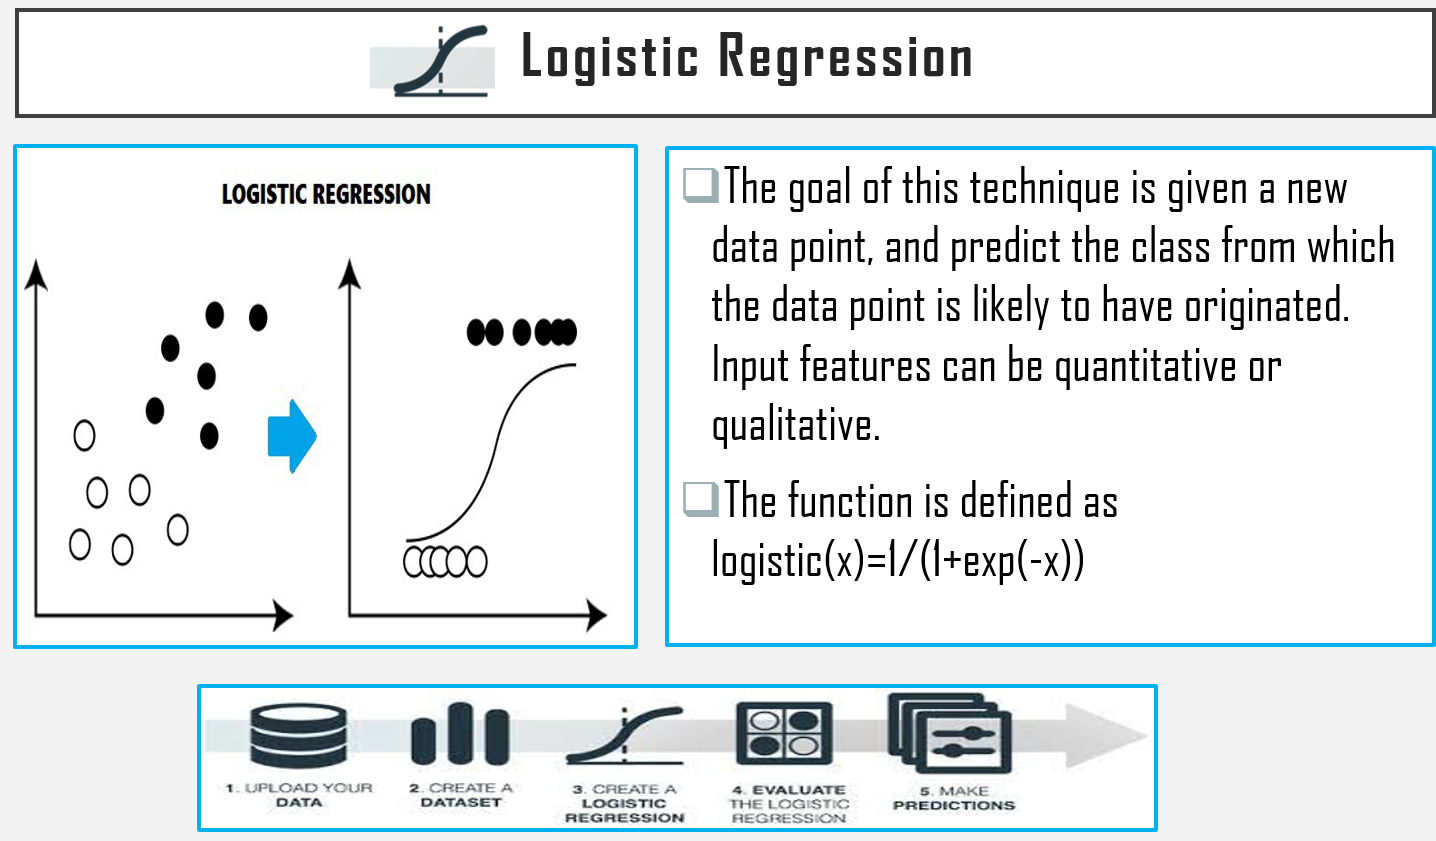 Logistic Regression
LOGISTIC REGRESSION
The goal of this technique is given a new
data point, and predict the class from which
the data point is likely to have originated.
Input features can be quantitative or
qualitative.
The function is defined as
logistic(x)=1/(1+exp(-x))
1. UPLOAD YOUR
DATA
2. CREATE A
DATASET
3. CREATE A
LOGISTIC
REGRESSION
4. EVALUATE
THE LOGISTIC
REGRESSION
5. MAKE
PREDICTIONS